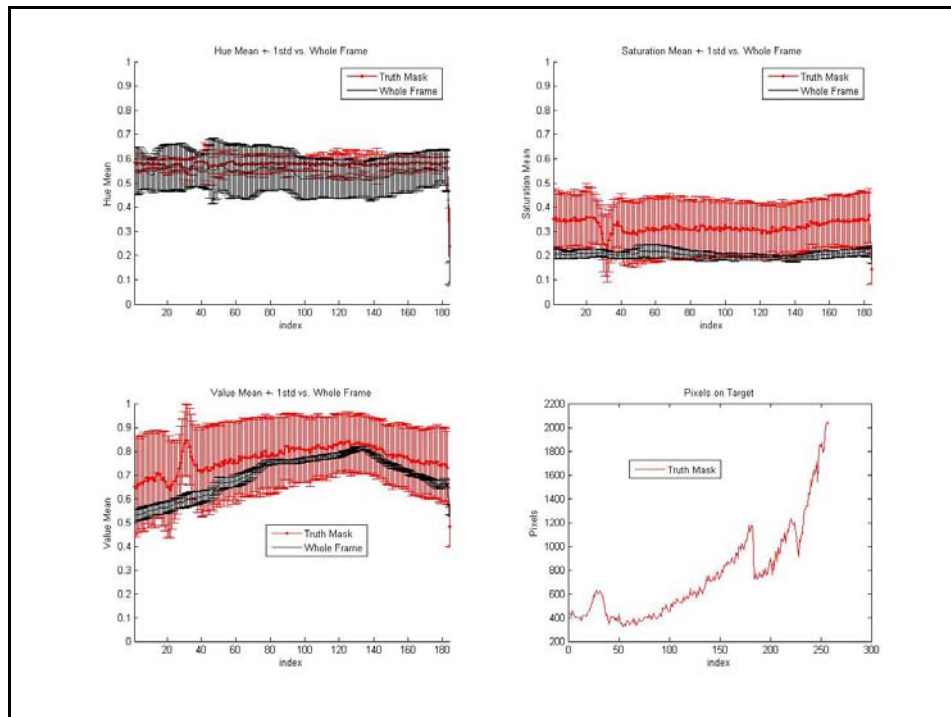 Hue Mean +- 1std vs. Whole Frame
Hue Mean
1
0.9
0.8
0.7
0.6
0.5
0.4
0.3
0.2
0.1
0
20 40 60 80 100 120 140 160 180
index
Truth Mask
Whole Frame
Saturation Mean +- 1std vs. Whole Frame
Saturation Mean
1
0.9
0.8
0.7
0.6
0.5
0.4
0.3
0.2
0.1
0
20 40 60 80 100 120 140 160 180
index
Truth Mask
Whole Frame
Value Mean +- 1std vs. Whole Frame
Value Mean
1
0.9
0.8
0.7
0.6
0.5
0.4
0.3
0.2
0.1
0
20 40 60 80 100 120 140 160 180
index
Truth Mask
Whole Frame
Pixels on Target
Pixels
2200
2000
1800
1600
1400
1200
1000
800
600
400
200
0 50 100 150 200 250 300
index
Truth Mask